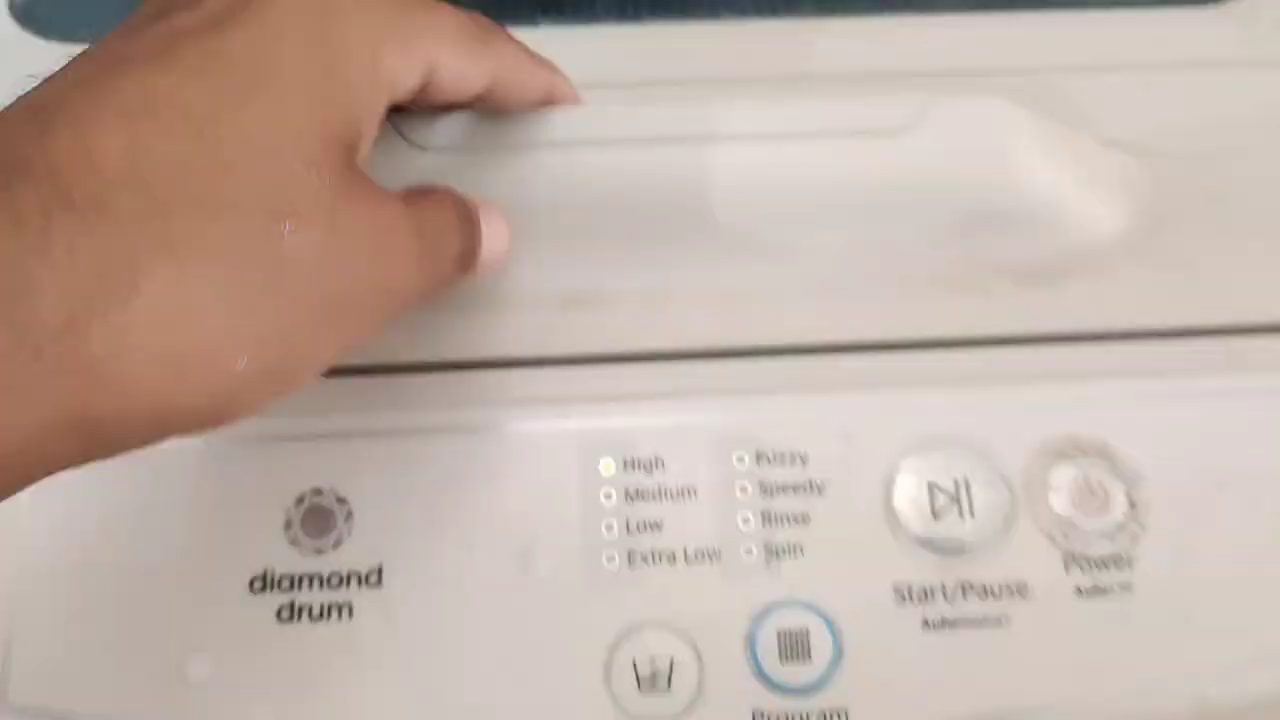 High
Medium
Low
Extra Low
Fuzzy
Speedy
Rinse
Spin
diamond
drum
Start/Pause
Power
Program